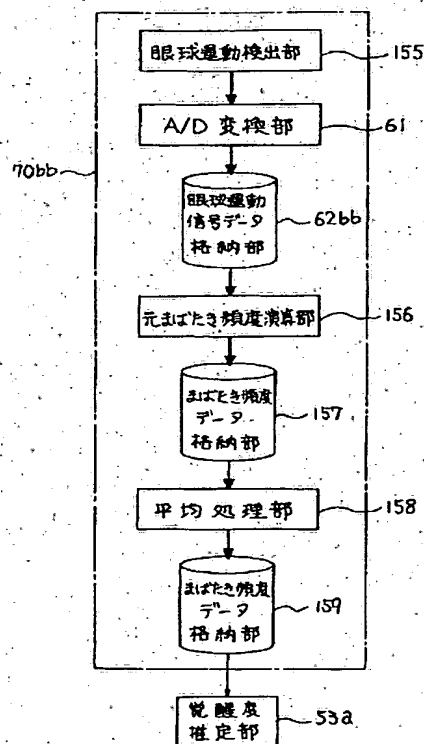 眼球運動検出部
155
A/D 変換部
61
70bb
眼球運動
信号データ
格納部
62bb
元まばたき頻度演算部
156
まばたき頻度
データ
格納部
157
平均処理部
158
まばたき頻度
データ
格納部
159
覚醒度
推定部
53a